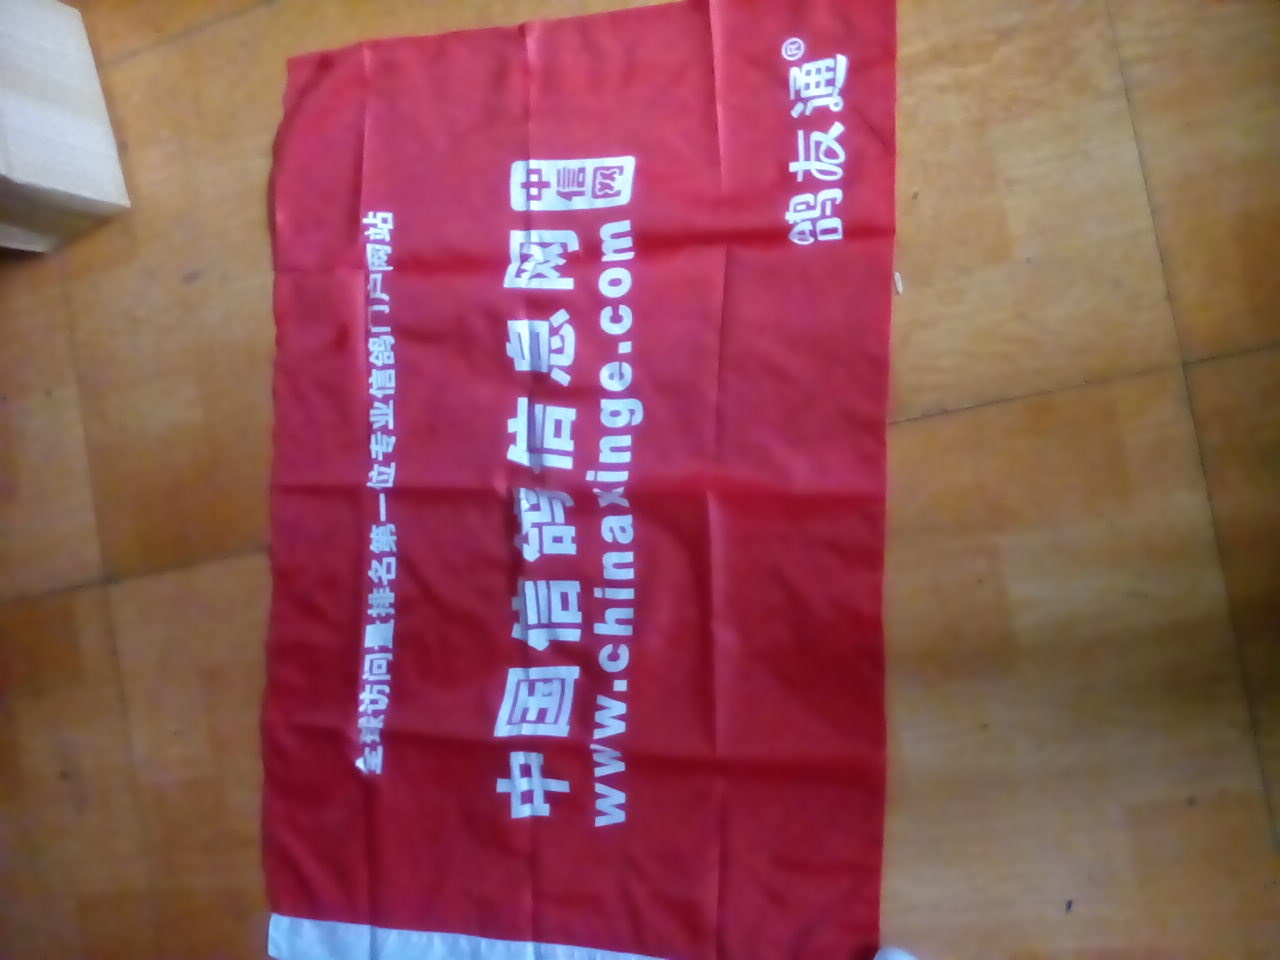 全球访问量排名第一位专业信鸽门户网站
中国信鸽信息网
中信网
www.chinaxinge.com
鸽友通®